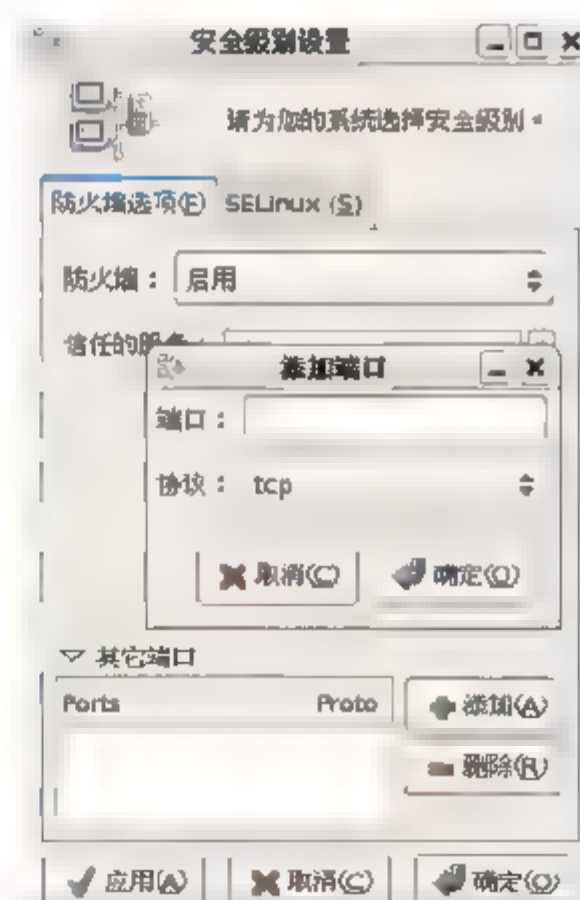 安全级别设置
请为您的系统选择安全级别。
防火墙选项(F) SELinux (S)
防火墙： 启用
信任的服务：
添加端口
端口：
协议： tcp
取消(C) 确定(O)
其它端口
Ports Proto 添加(A)
删除(R)
应用(A) 取消(C) 确定(O)